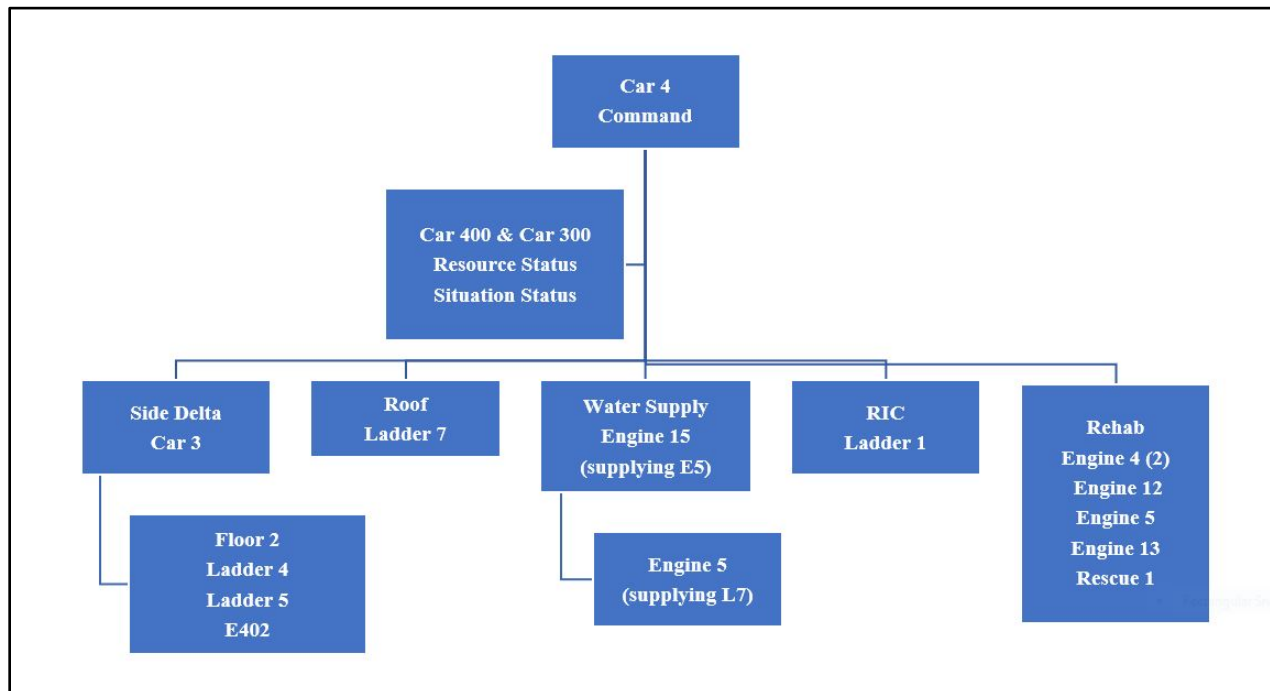 Car 4
Command
Car 400 & Car 300
Resource Status
Situation Status
Side Delta
Car 3
Roof
Ladder 7
Water Supply
Engine 15
(supplying E5)
RIC
Ladder 1
Rehab
Engine 4 (2)
Engine 12
Engine 5
Engine 13
Rescue 1
Floor 2
Ladder 4
Ladder 5
E402
Engine 5
(supplying L7)